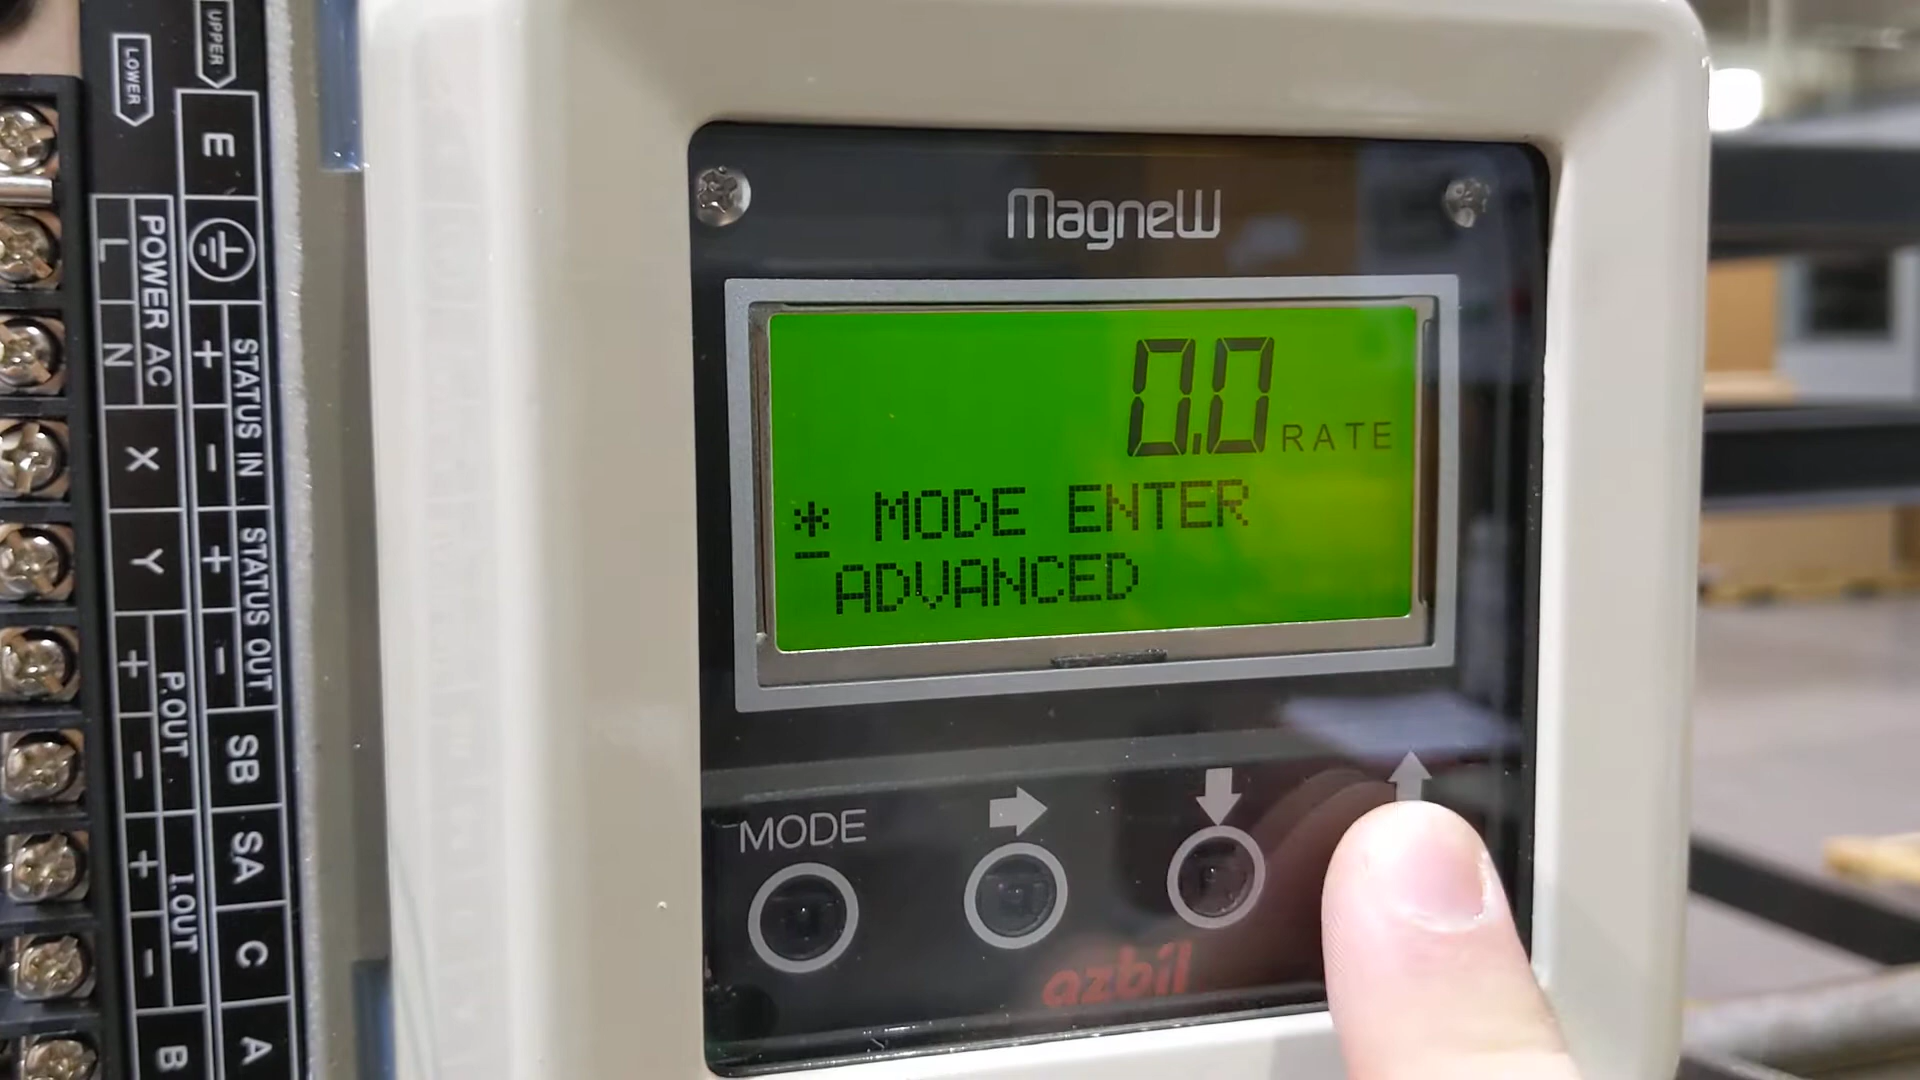 MagneW
0.0 RATE
* MODE ENTER
ADVANCED
MODE
azbil
UPPER
LOWER
E
POWER AC
L
N
STATUS IN
+
-
X
Y
STATUS OUT
+
-
P.OUT
+
-
SB
SA
I.OUT
+
-
C
B
A